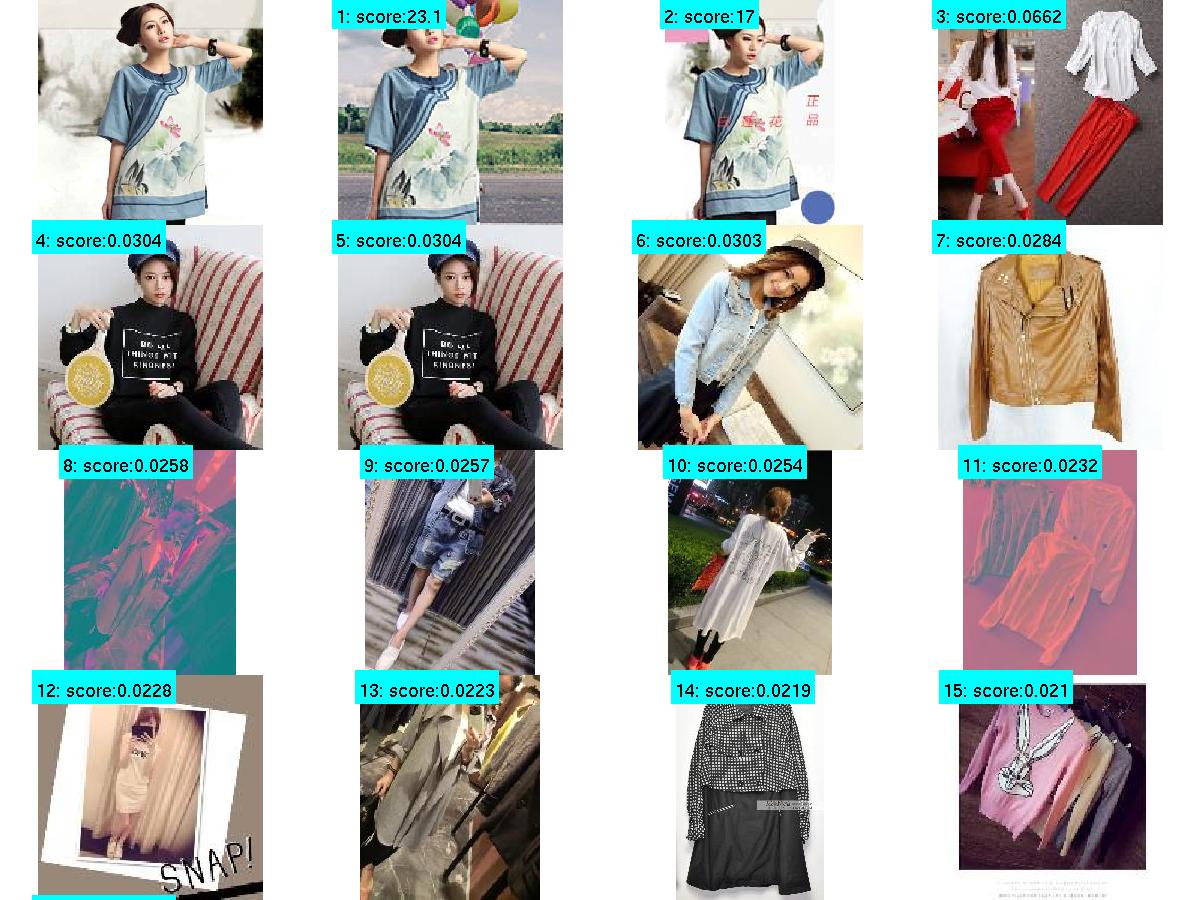 1: score:23.1
2: score:17
3: score:0.0662
正
品
白 莲 花
4: score:0.0304
5: score:0.0304
6: score:0.0303
7: score:0.0284
8: score:0.0258
9: score:0.0257
10: score:0.0254
11: score:0.0232
12: score:0.0228
13: score:0.0223
14: score:0.0219
15: score:0.021
SNAP!